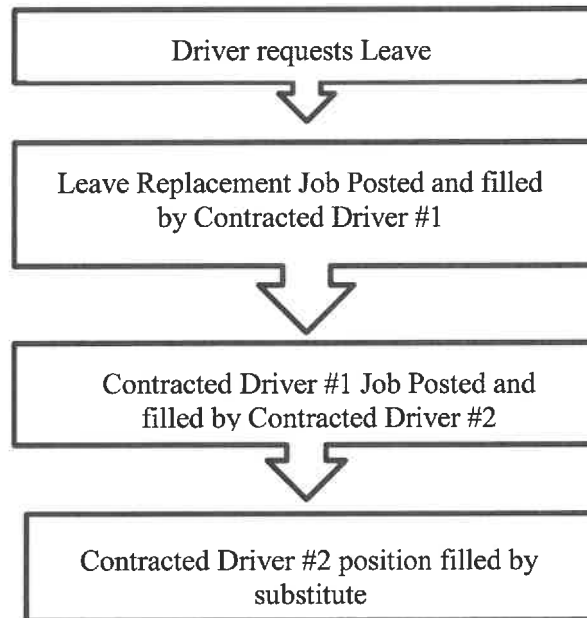 Driver requests Leave
Leave Replacement Job Posted and filled
by Contracted Driver #1
Contracted Driver #1 Job Posted and
filled by Contracted Driver #2
Contracted Driver #2 position filled by
substitute